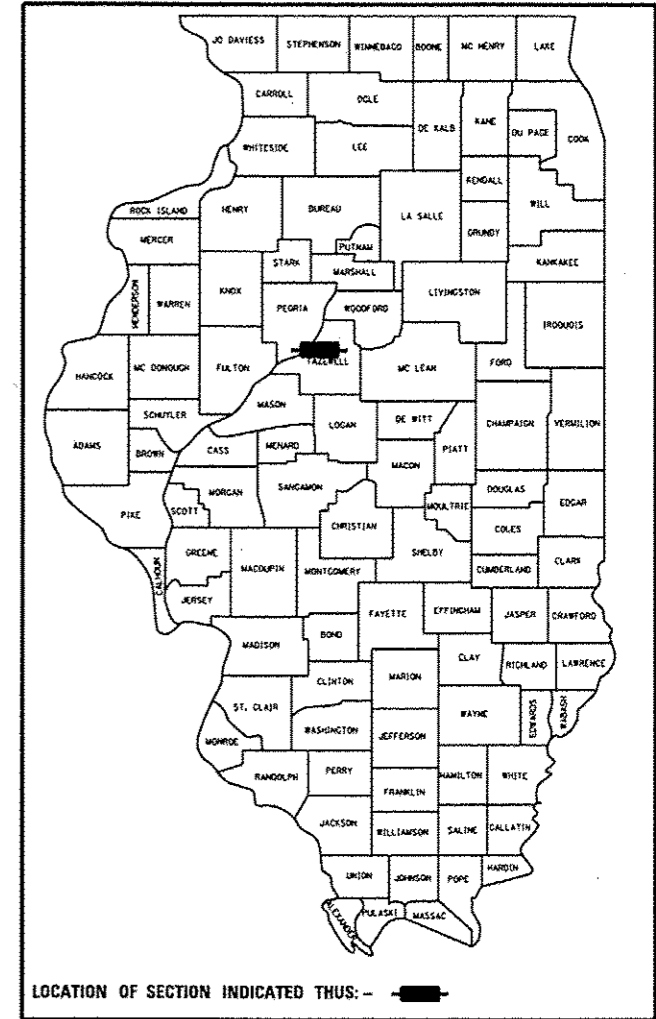 JO DAVIESS STEPHENSON WINNEBAGO BOONE MC HENRY LAKE
CARROLL OGLE DE KALB KANE DU PAGE COOK
WHITESIDE LEE
KENDALL WILL
ROCK ISLAND HENRY BUREAU LA SALLE GRUNDY
MERCER PUTNAM KANKAKEE
STARK MARSHALL
HENDERSON WARREN KNOX PEORIA WOODFORD LIVINGSTON IROQUOIS
HANCOCK MC DONOUGH FULTON TAZEWELL MC LEAN FORD
MASON
SCHUYLER LOGAN DE WITT CHAMPAIGN VERMILION
ADAMS BROWN CASS MENARD PIATT
MACON
PIKE SCOTT MORGAN SANGAMON MOULTRIE DOUGLAS EDGAR
CHRISTIAN COLES
CALHOUN GREENE MACOUPIN MONTGOMERY SHELBY CUMBERLAND CLARK
JERSEY
FAYETTE EFFINGHAM JASPER CRAWFORD
MADISON BOND
CLAY RICHLAND LAWRENCE
CLINTON MARION
ST. CLAIR WAYNE EDWARDS WABASH
MONROE WASHINGTON JEFFERSON
RANDOLPH PERRY HAMILTON WHITE
FRANKLIN
JACKSON WILLIAMSON SALINE GALLATIN
UNION JOHNSON POPE HARDIN
ALEXANDER PULASKI MASSAC
LOCATION OF SECTION INDICATED THUS: -